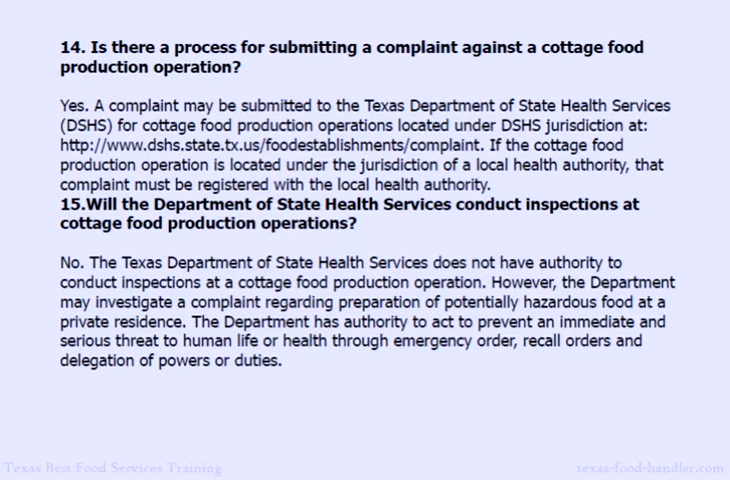 14. Is there a process for submitting a complaint against a cottage food
production operation?
Yes. A complaint may be submitted to the Texas Department of State Health Services
(DSHS) for cottage food production operations located under DSHS jurisdiction at:
http://www.dshs.state.tx.us/foodestablishments/complaint. If the cottage food
production operation is located under the jurisdiction of a local health authority, that
complaint must be registered with the local health authority.
15.Will the Department of State Health Services conduct inspections at
cottage food production operations?
No. The Texas Department of State Health Services does not have authority to
conduct inspections at a cottage food production operation. However, the Department
may investigate a complaint regarding preparation of potentially hazardous food at a
private residence. The Department has authority to act to prevent an immediate and
serious threat to human life or health through emergency order, recall orders and
delegation of powers or duties.
Texas Best Food Services Training
texas-food-handler.com